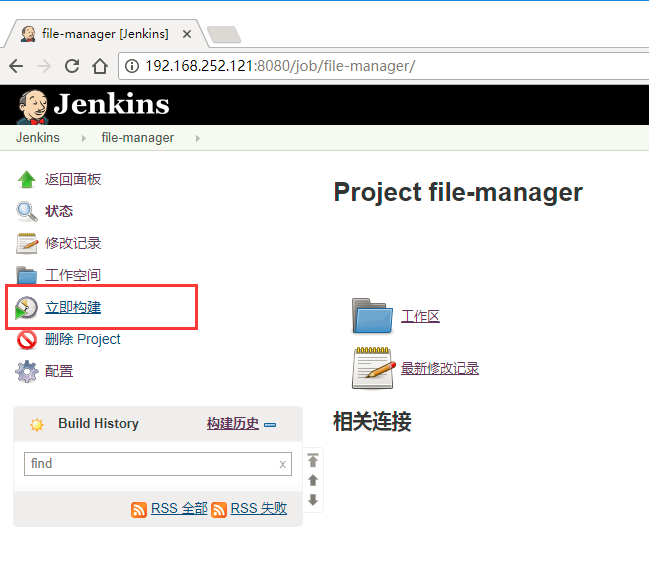 file-manager [Jenkins]
192.168.252.121:8080/job/file-manager/
Jenkins
Jenkins file-manager
返回面板
状态
修改记录
工作空间
立即构建
删除 Project
配置
Project file-manager
工作区
最新修改记录
相关连接
Build History 构建历史
find x
RSS 全部 RSS 失败